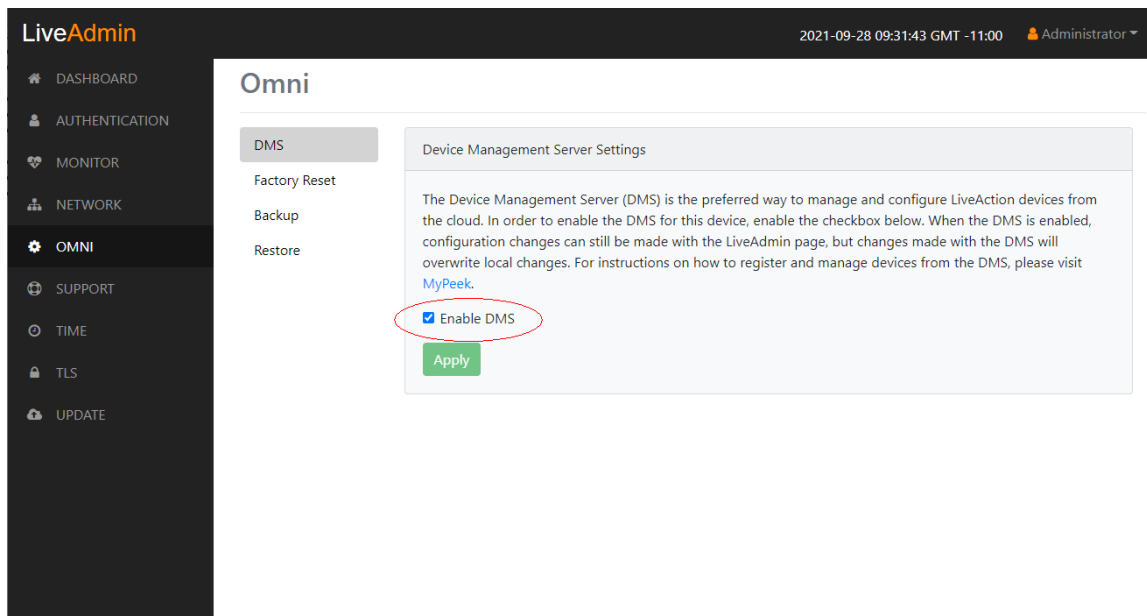 LiveAdmin
2021-09-28 09:31:43 GMT -11:00
Administrator
DASHBOARD
AUTHENTICATION
MONITOR
NETWORK
OMNI
SUPPORT
TIME
TLS
UPDATE
Omni
DMS
Factory Reset
Backup
Restore
Device Management Server Settings
The Device Management Server (DMS) is the preferred way to manage and configure LiveAction devices from
the cloud. In order to enable the DMS for this device, enable the checkbox below. When the DMS is enabled,
configuration changes can still be made with the LiveAdmin page, but changes made with the DMS will
overwrite local changes. For instructions on how to register and manage devices from the DMS, please visit
MyPeek.
Enable DMS
Apply